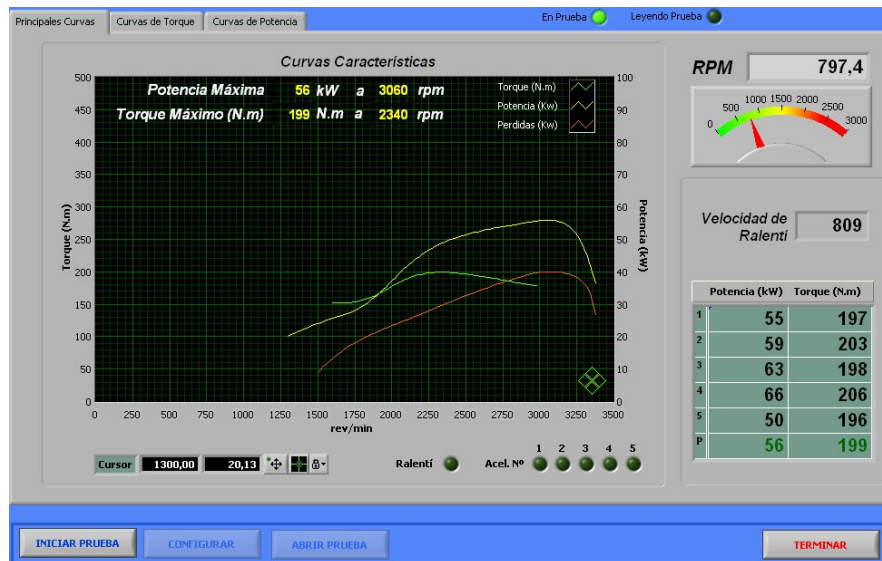 Principales Curvas Curvas de Torque Curvas de Potencia En Prueba Leyendo Prueba
Curvas Características
Potencia Máxima 56 kW a 3060 rpm
Torque Máximo (N.m) 199 N.m a 2340 rpm
Torque (N.m)
Potencia (Kw)
Perdidas (Kw)
Torque (N.m)
500
450
400
350
300
250
200
150
100
50
0
100
90
80
70
60
50
40
30
20
10
0
Potencia (kW)
0 250 500 750 1000 1250 1500 1750 2000 2250 2500 2750 3000 3250 3500
rev/min
Cursor 1300,00 20,13
Ralentí Acel. Nº 1 2 3 4 5
RPM 797,4
0 500 1000 1500 2000 2500 3000
Velocidad de
Ralenti 809
Potencia (kW) Torque (N.m)
1 55 197
2 59 203
3 63 198
4 66 206
5 50 196
P 56 199
INICIAR PRUEBA CONFIGURAR ABRIR PRUEBA TERMINAR